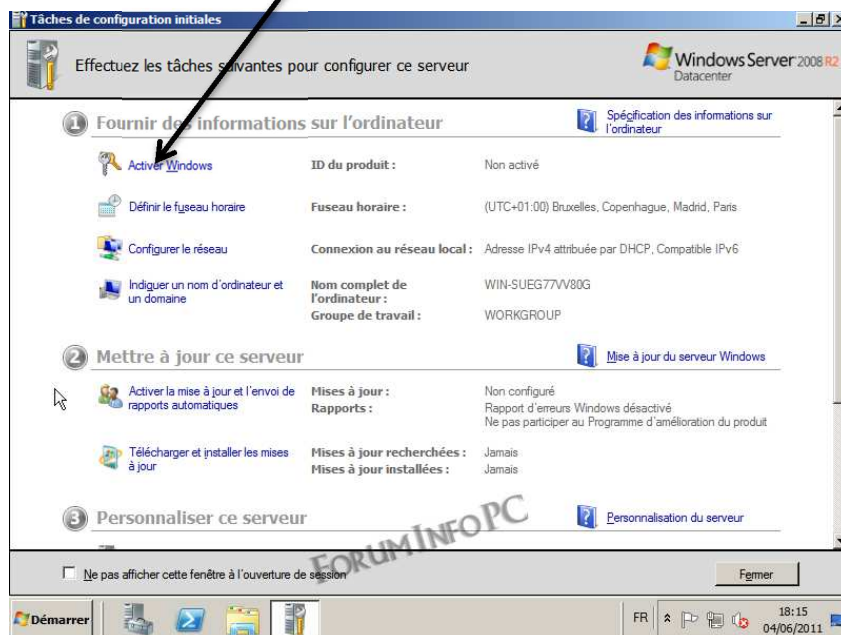 Tâches de configuration initiales
Effectuez les tâches suivantes pour configurer ce serveur
Windows Server 2008 R2
Datacenter
1 Fournir des informations sur l'ordinateur
Spécification des informations sur
l'ordinateur
Activer Windows ID du produit : Non activé
Définir le fuseau horaire Fuseau horaire : (UTC+01:00) Bruxelles, Copenhague, Madrid, Paris
Configurer le réseau Connexion au réseau local : Adresse IPv4 attribuée par DHCP, Compatible IPv6
Indiquer un nom d'ordinateur et
un domaine
Nom complet de
l'ordinateur :
WIN-SUEG77VV80G
Groupe de travail : WORKGROUP
2 Mettre à jour ce serveur
Mise à jour du serveur Windows
Activer la mise à jour et l'envoi de
rapports automatiques
Mises à jour : Non configuré
Rapports : Rapport d'erreurs Windows désactivé
Ne pas participer au Programme d'amélioration du produit
Télécharger et installer les mises
à jour
Mises à jour recherchées : Jamais
Mises à jour installées : Jamais
3 Personnaliser ce serveur
Personnalisation du serveur
FORUMINFOPC
Ne pas afficher cette fenêtre à l'ouverture de session
Fermer
Démarrer
FR
18:15
04/06/2011